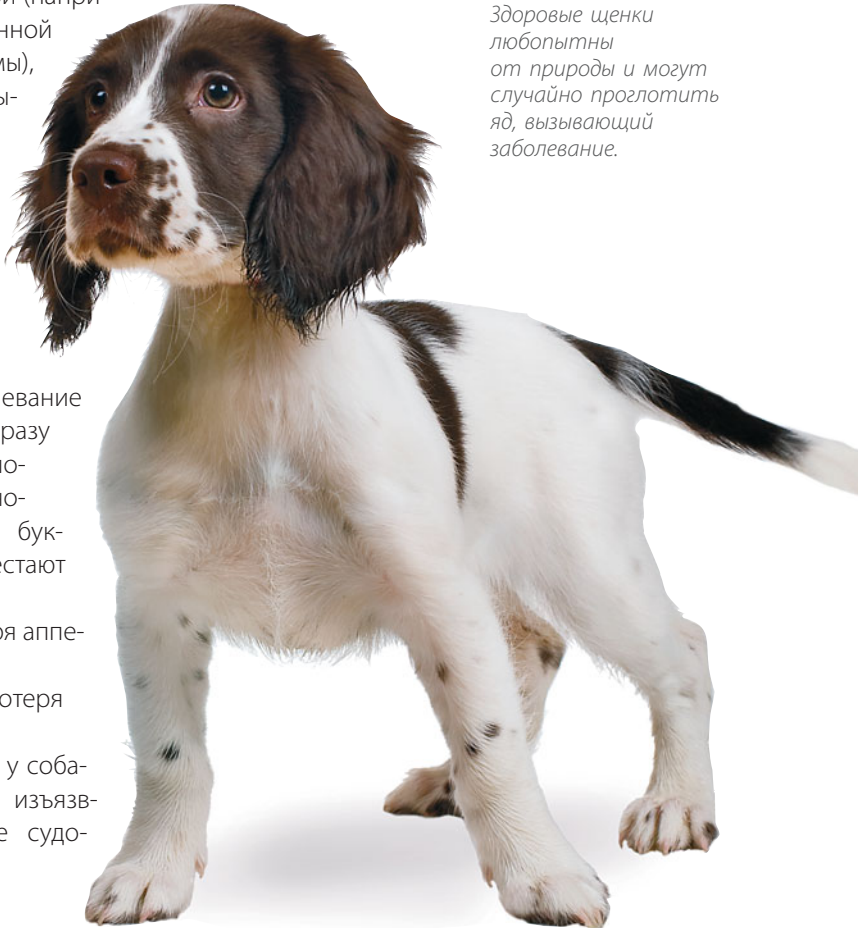 й (напри
нной
мы),
ы-
Здоровые щенки
любопытны
от природы и могут
случайно проглотить
яд, вызывающий
заболевание.
евание
разу
по-
по-
бук-
естают
ря аппе-
отеря
у соба-
изъязв-
е судо-